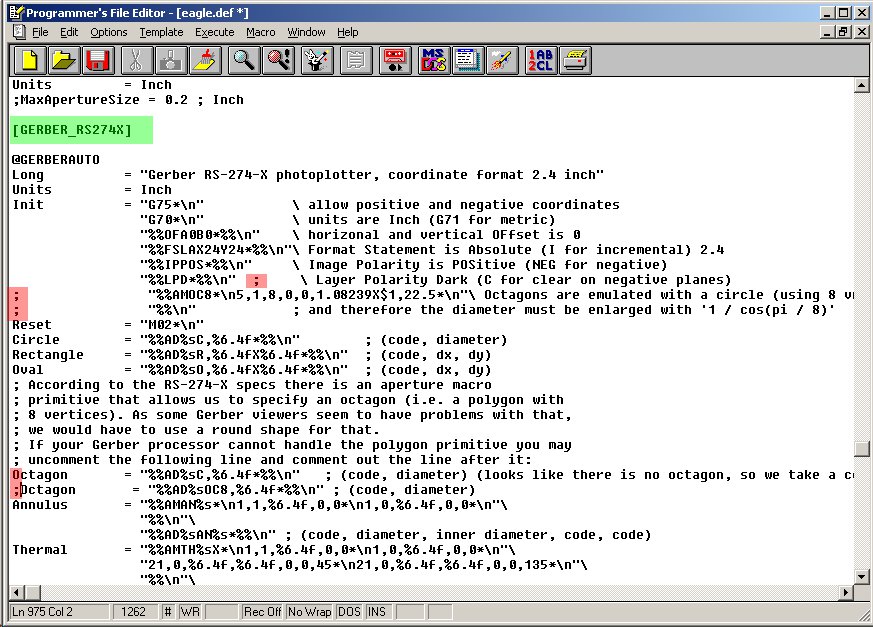 Programmer's File Editor - [eagle.def *]
File Edit Options Template Execute Macro Window Help
MS DOS 1AB 2CL
Units = Inch
;MaxApertureSize = 0.2 ; Inch
[GERBER_RS274X]
@GERBERAUTO
Long = "Gerber RS-274-X photoplotter, coordinate format 2.4 inch"
Units = Inch
Init = "G75*\n" \ allow positive and negative coordinates
"G70*\n" \ units are Inch (G71 for metric)
"%%OFA0B0*%%\n" \ horizonal and vertical OFfset is 0
"%%FSLAX24Y24*%%\n"\ Format Statement is Absolute (I for incremental) 2.4
"%%IPPOS*%%\n" \ Image Polarity is POSitive (NEG for negative)
"%%LPD*%%\n" ; \ Layer Polarity Dark (C for clear on negative planes)
; "%%AMOC8*\n5,1,8,0,0,1.08239X$1,22.5*\n"\ Octagons are emulated with a circle (using 8
; "%%\n" ; and therefore the diameter must be enlarged with '1 / cos(pi / 8)'
Reset = "M02*\n"
Circle = "%%AD%sC,%6.4f*%%\n" ; (code, diameter)
Rectangle = "%%AD%sR,%6.4fX%6.4f*%%\n" ; (code, dx, dy)
Oval = "%%AD%sO,%6.4fX%6.4f*%%\n" ; (code, dx, dy)
; According to the RS-274-X specs there is an aperture macro
; primitive that allows us to specify an octagon (i.e. a polygon with
; 8 vertices). As some Gerber viewers seem to have problems with that,
; we would have to use a round shape for that.
; If your Gerber processor cannot handle the polygon primitive you may
; uncomment the following line and comment out the line after it:
Octagon = "%%AD%sC,%6.4f*%%\n" ; (code, diameter) (looks like there is no octagon, so we take a
;Octagon = "%%AD%sOC8,%6.4f*%%\n" ; (code, diameter)
Annulus = "%%AMAN%s*\n1,1,%6.4f,0,0*\n1,0,%6.4f,0,0*\n"\
"%%\n"\
"%%AD%sAN%s*%%\n" ; (code, diameter, inner diameter, code, code)
Thermal = "%%AMTH%sX*\n1,1,%6.4f,0,0*\n1,0,%6.4f,0,0*\n"\
"21,0,%6.4f,%6.4f,0,0,45*\n21,0,%6.4f,%6.4f,0,0,135*\n"\
"%%\n"\
Ln 975 Col 2 1262 # WR Rec Off No Wrap DOS INS